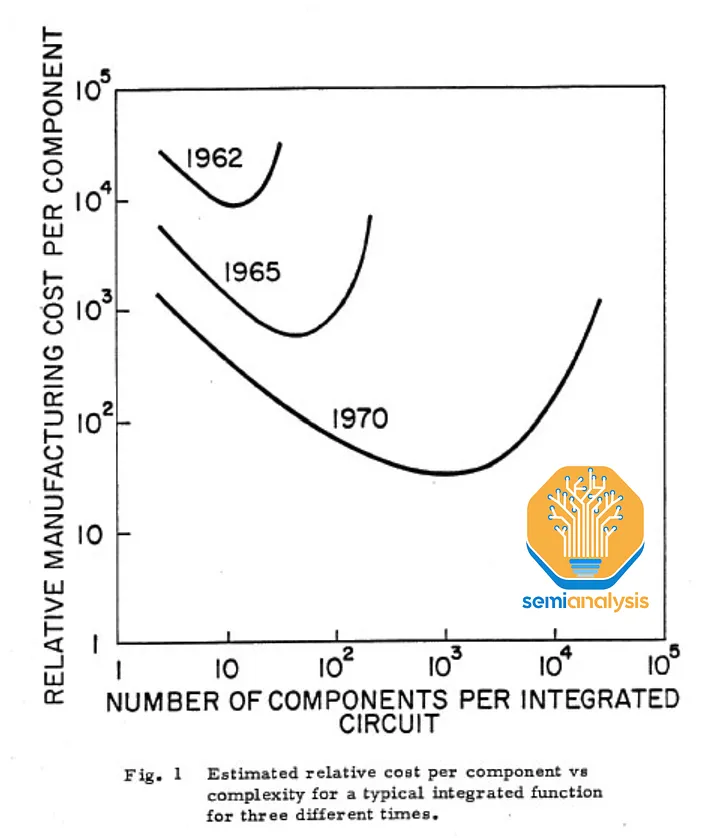 RELATIVE MANUFACTURING COST PER COMPONENT
10⁵
10⁴
10³
10²
10
1
1962
1965
1970
semianalysis
1 10 10² 10³ 10⁴ 10⁵
NUMBER OF COMPONENTS PER INTEGRATED
CIRCUIT
Fig. 1 Estimated relative cost per component vs
complexity for a typical integrated function
for three different times.